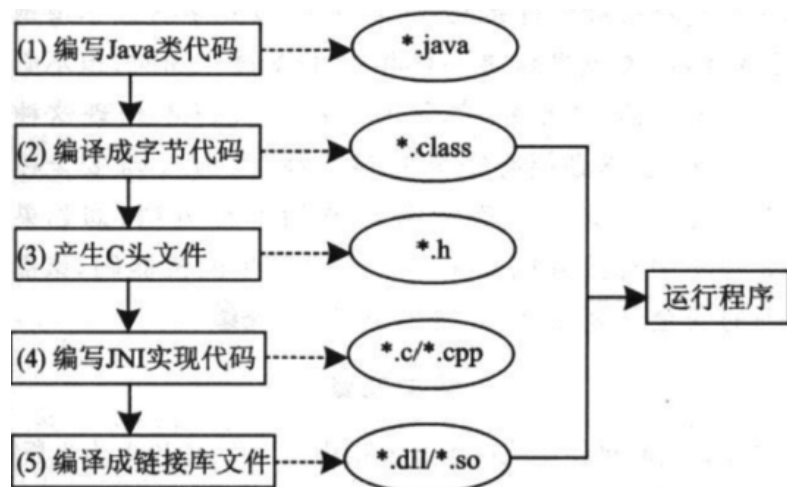 (1) 编写Java类代码
*.java
(2) 编译成字节代码
*.class
(3) 产生C头文件
*.h
运行程序
(4) 编写JNI实现代码
*.c/*.cpp
(5) 编译成链接库文件
*.dll/*.so